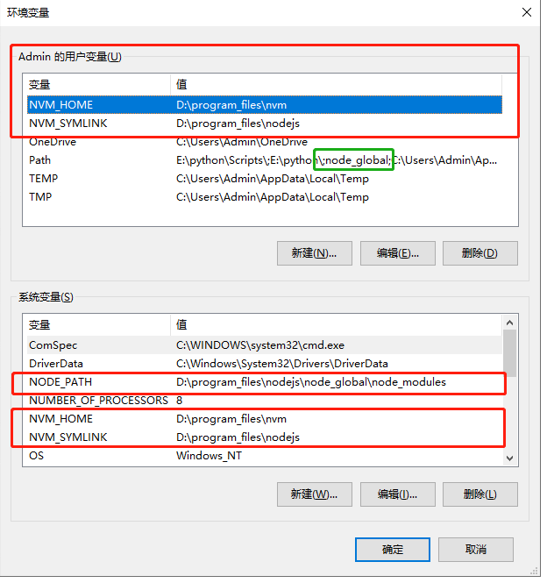 环境变量
Admin 的用户变量(U)
变量 值
NVM_HOME D:\program_files\nvm
NVM_SYMLINK D:\program_files\nodejs
OneDrive C:\Users\Admin\OneDrive
Path E:\python\Scripts\;E:\python\;node_global;C:\Users\Admin\Ap...
TEMP C:\Users\Admin\AppData\Local\Temp
TMP C:\Users\Admin\AppData\Local\Temp
新建(N)... 编辑(E)... 删除(D)
系统变量(S)
变量 值
ComSpec C:\WINDOWS\system32\cmd.exe
DriverData C:\Windows\System32\Drivers\DriverData
NODE_PATH D:\program_files\nodejs\node_global\node_modules
NUMBER_OF_PROCESSORS 8
NVM_HOME D:\program_files\nvm
NVM_SYMLINK D:\program_files\nodejs
OS Windows_NT
新建(W)... 编辑(I)... 删除(L)
确定 取消